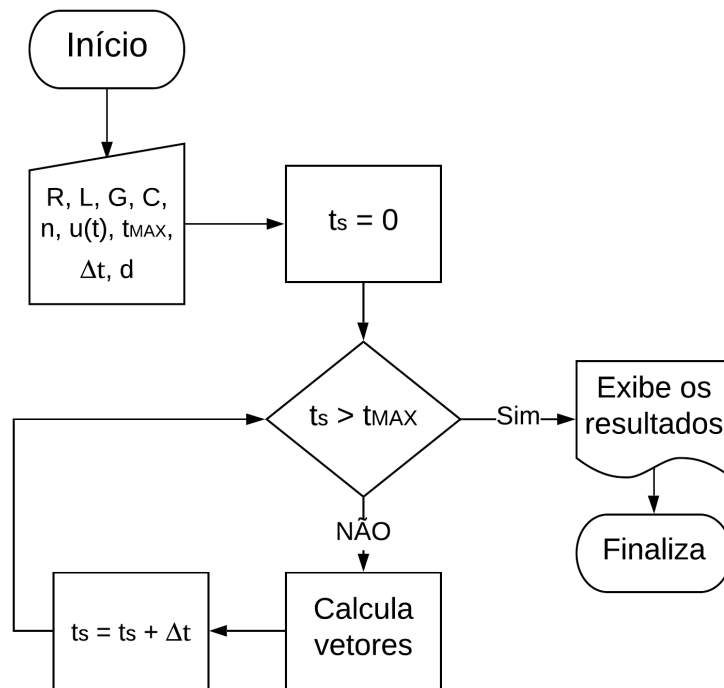 Início
R, L, G, C,
n, u(t), tMAX,
Δt, d
ts = 0
ts > tMAX
Sim
Exibe os
resultados
Finaliza
NÃO
Calcula
vetores
ts = ts + Δt